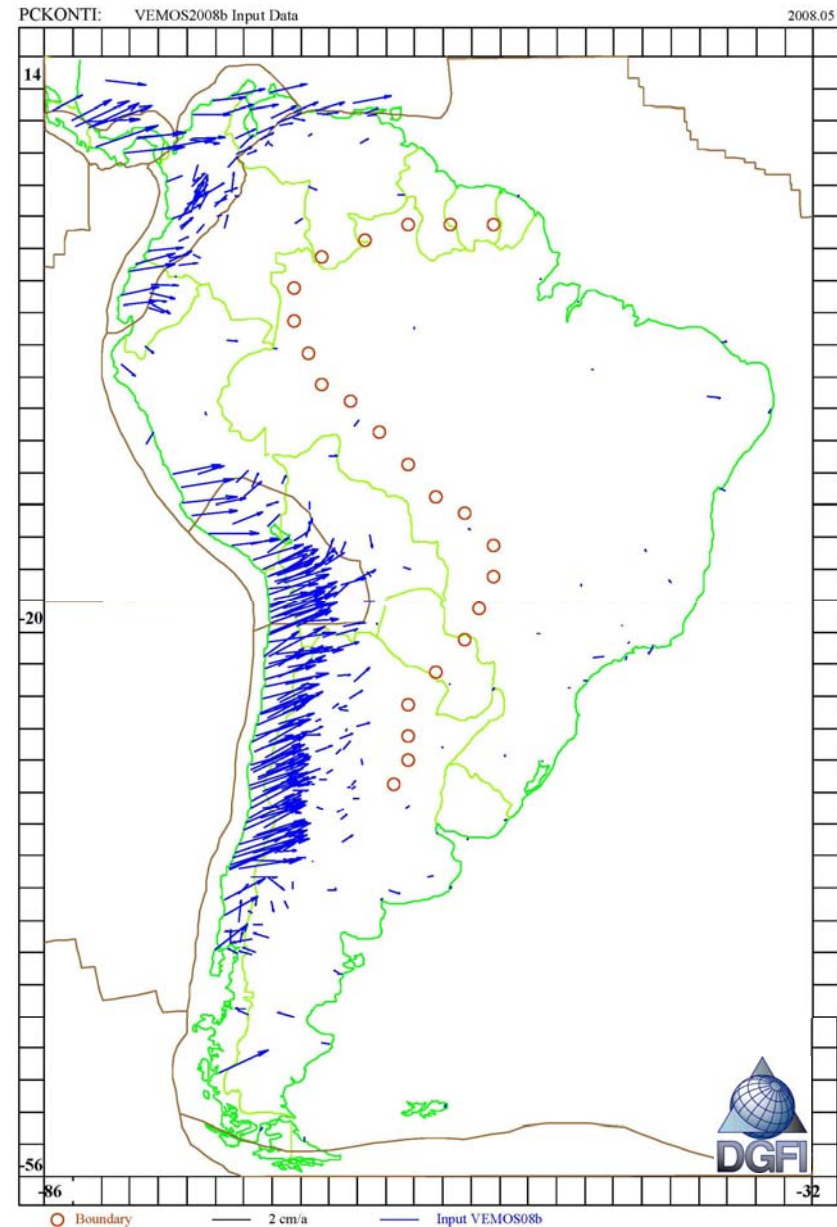 PCKONTI: VEMOS2008b Input Data 2008.05
14
-20
-56
-86 -32
DGFI
Boundary 2 cm/a Input VEMOS08b